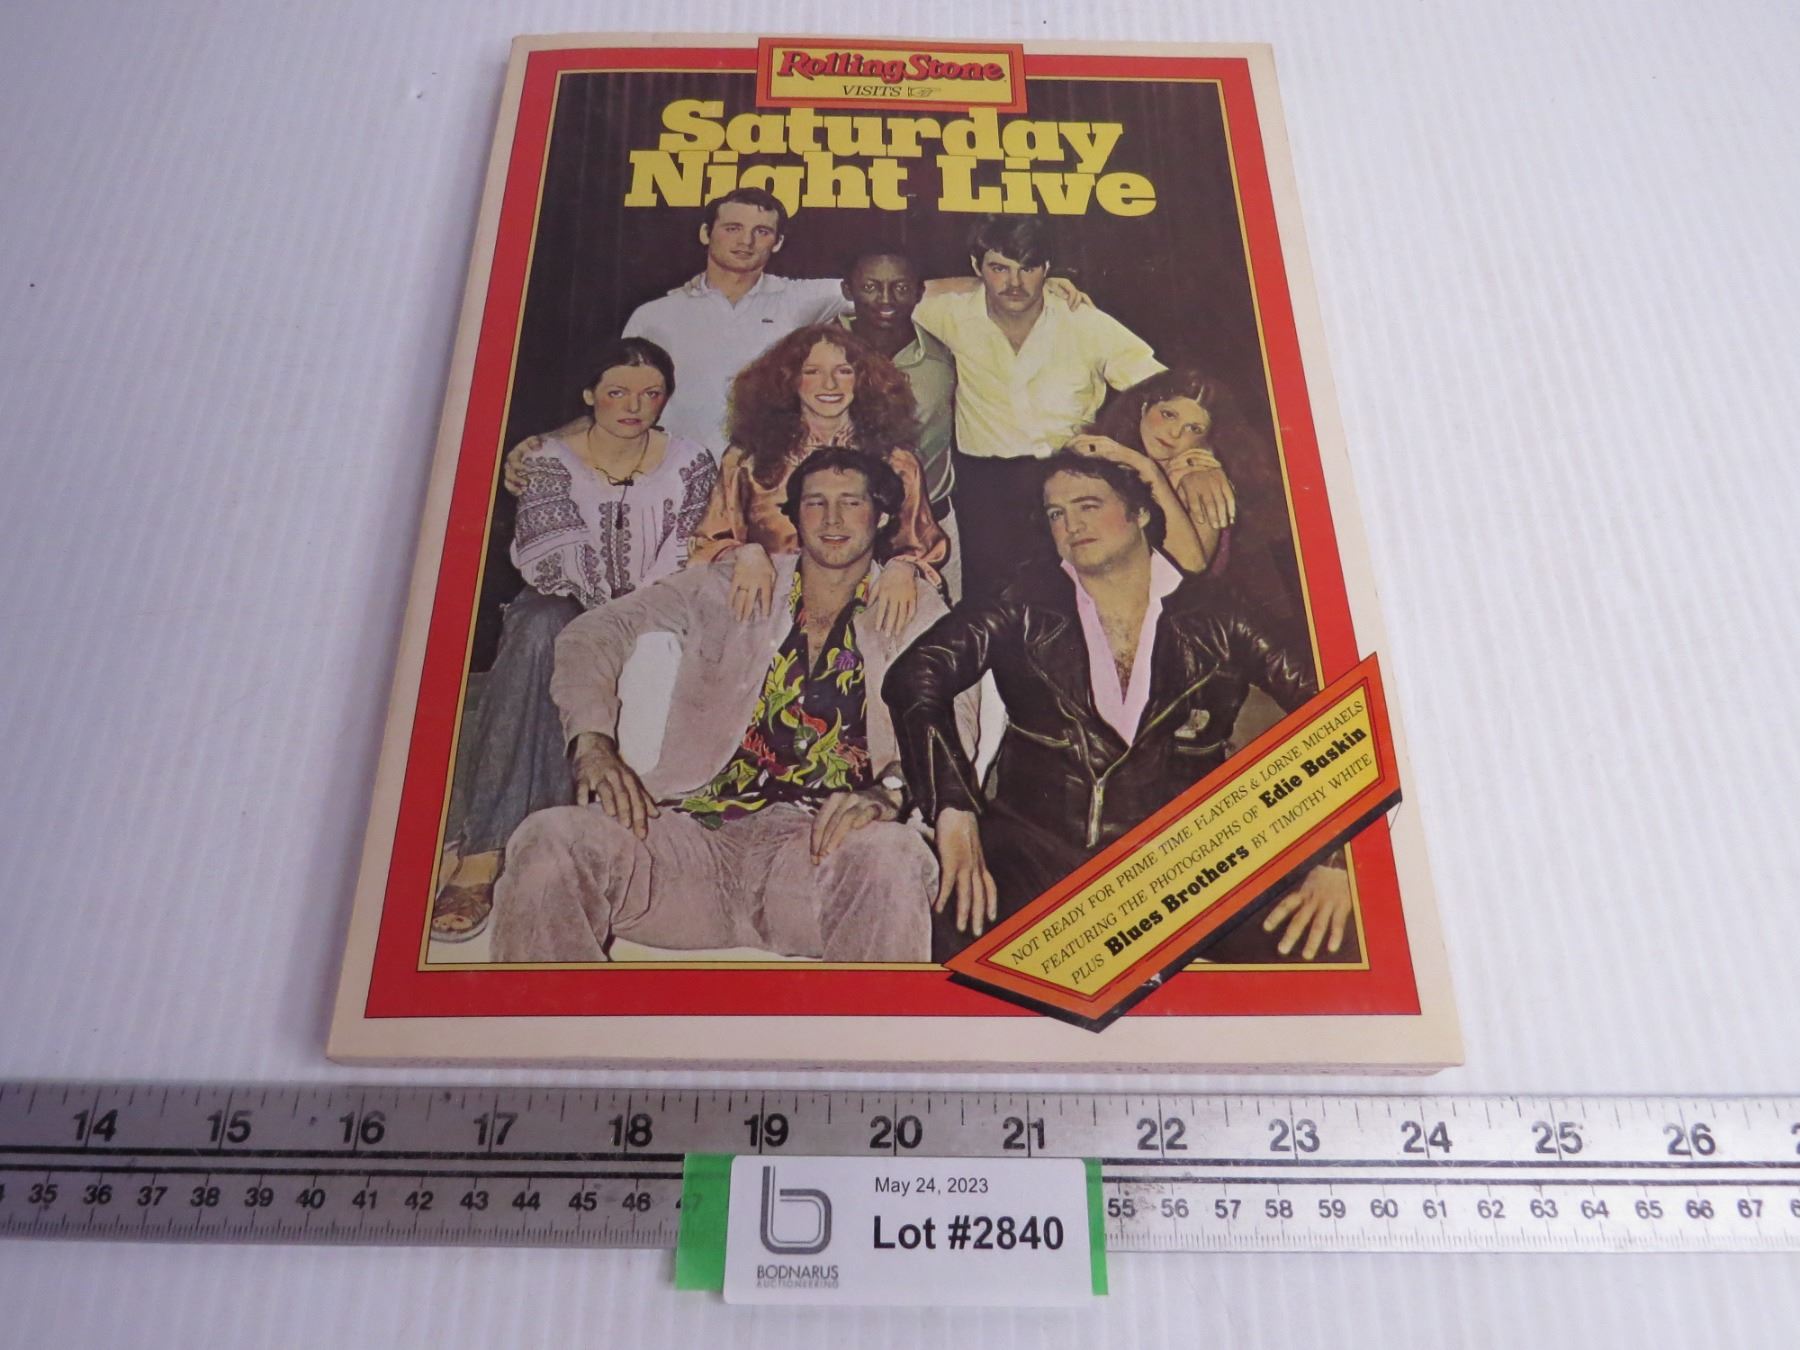 Rolling Stone
VISITS
Saturday
Night Live
NOT READY FOR PRIME TIME PLAYERS & LORNE MICHAELS
FEATURING THE PHOTOGRAPHS OF Edie Baskin
PLUS Blues Brothers BY TIMOTHY WHITE
14 15 16 17 18 19 20 21 22 23 24 25 26
35 36 37 38 39 40 41 42 43 44 45 46 55 56 57 58 59 60 61 62 63 64 65 66 67
May 24, 2023
Lot #2840
BODNARUS
AUCTIONEERING